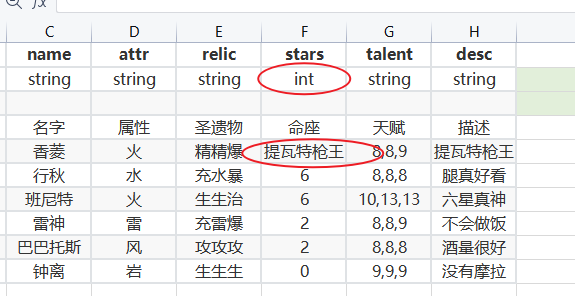 C D E F G H
name attr relic stars talent desc
string string string int string string
名字 属性 圣遗物 命座 天赋 描述
香菱 火 精精爆 提瓦特枪王 8,8,9 提瓦特枪王
行秋 水 充水暴 6 8,8,8 腿真好看
班尼特 火 生生治 6 10,13,13 六星真神
雷神 雷 充雷爆 2 8,8,9 不会做饭
巴巴托斯 风 攻攻攻 2 8,8,8 酒量很好
钟离 岩 生生生 0 9,9,9 没有摩拉